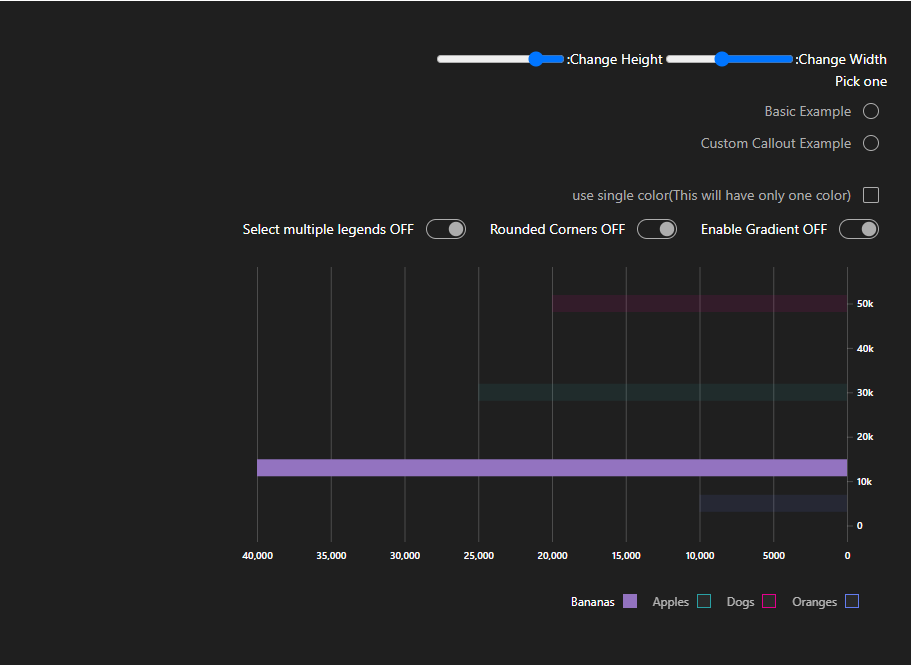 :Change Height :Change Width
Pick one
Basic Example
Custom Callout Example
use single color(This will have only one color)
Select multiple legends OFF Rounded Corners OFF Enable Gradient OFF
50k
40k
30k
20k
10k
0
40,000 35,000 30,000 25,000 20,000 15,000 10,000 5000 0
Bananas Apples Dogs Oranges